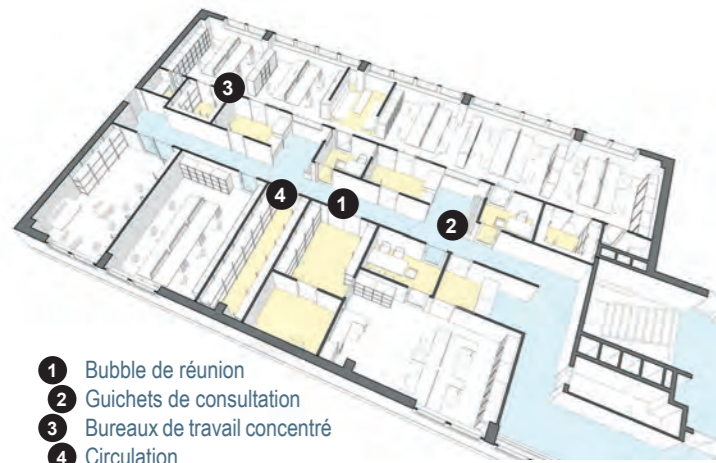 3
4
1
2
1 Bubble de réunion
2 Guichets de consultation
3 Bureaux de travail concentré
4 Circulation